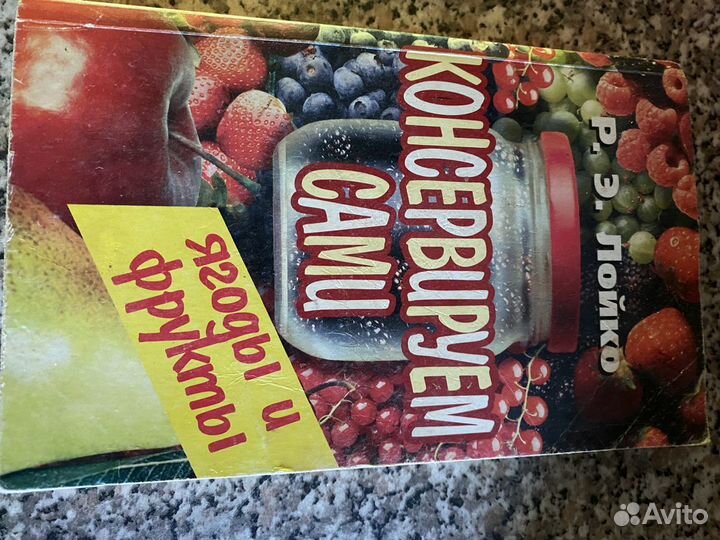 Р. Э. Лойко
КОНСЕРВИРУЕМ
САМИ
фрукты
и ягоды
Avito